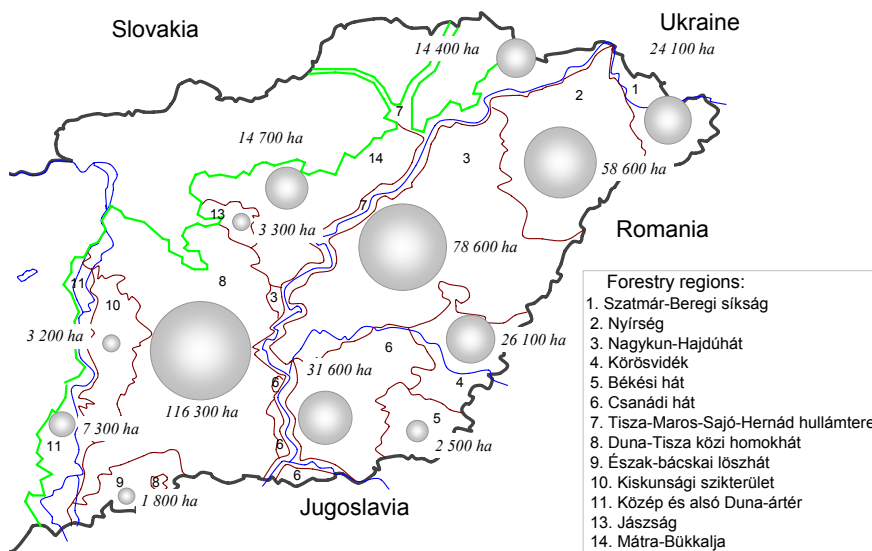 Slovakia
Ukraine
14 400 ha
24 100 ha
1
2
7
14 700 ha
14
3
58 600 ha
7
13
3 300 ha
Romania
78 600 ha
11
8
3
10
3 200 ha
26 100 ha
6
31 600 ha
6
4
116 300 ha
7 300 ha
5
11
6
2 500 ha
9
8
6
1 800 ha
Jugoslavia
Forestry regions:
1. Szatmár-Beregi síkság
2. Nyírség
3. Nagykun-Hajdúhát
4. Körösvidék
5. Békési hát
6. Csanádi hát
7. Tisza-Maros-Sajó-Hernád hullámtere
8. Duna-Tisza közi homokhát
9. Észak-bácskai löszhát
10. Kiskunsági szikterület
11. Közép és alsó Duna-ártér
13. Jászság
14. Mátra-Bükkalja